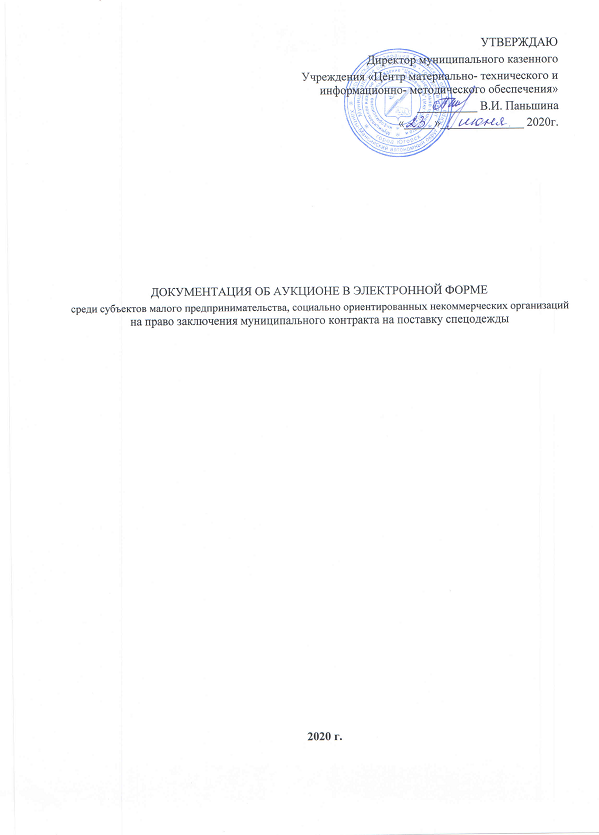 УТВЕРЖДАЮ
Директор муниципального казенного
Учреждения «Центр материально- технического и
информационно- методического обеспечения»
В.И. Паньшина
«23» июня 2020г.
ДОКУМЕНТАЦИЯ ОБ АУКЦИОНЕ В ЭЛЕКТРОННОЙ ФОРМЕ
среди субъектов малого предпринимательства, социально ориентированных некоммерческих организаций
на право заключения муниципального контракта на поставку спецодежды
2020 г.